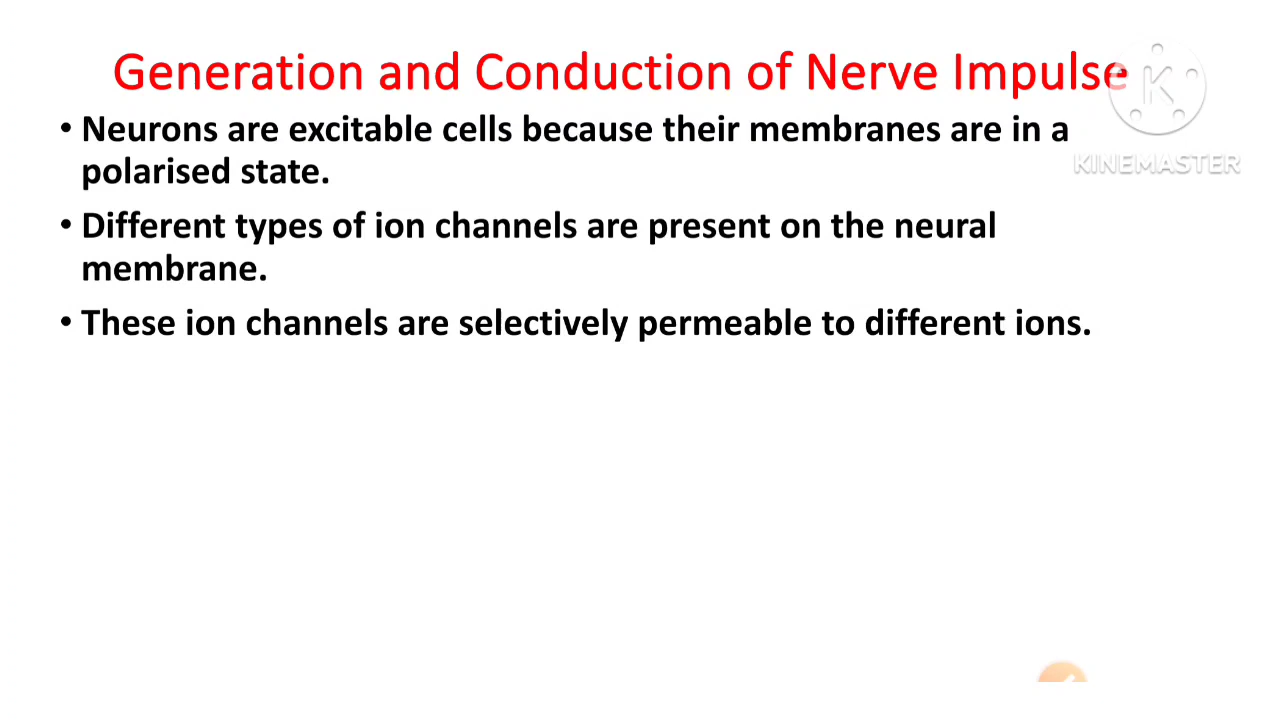 Generation and Conduction of Nerve Impulse
• Neurons are excitable cells because their membranes are in a
polarised state.
• Different types of ion channels are present on the neural
membrane.
• These ion channels are selectively permeable to different ions.
K
KINEMASTER